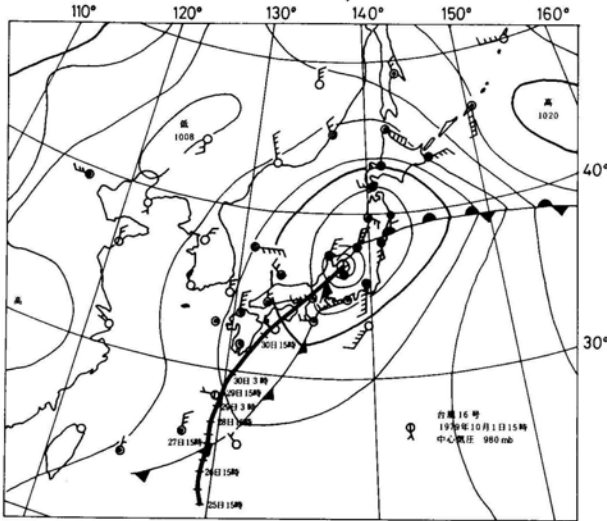 110°
120°
130°
140°
150°
160°
低
1008
高
1020
40°
高
30°
30日15時
30日3時
29日15時
29日3時
28日15時
27日15時
26日15時
25日15時
台風16号
1979年10月1日15時
中心気圧 980mb